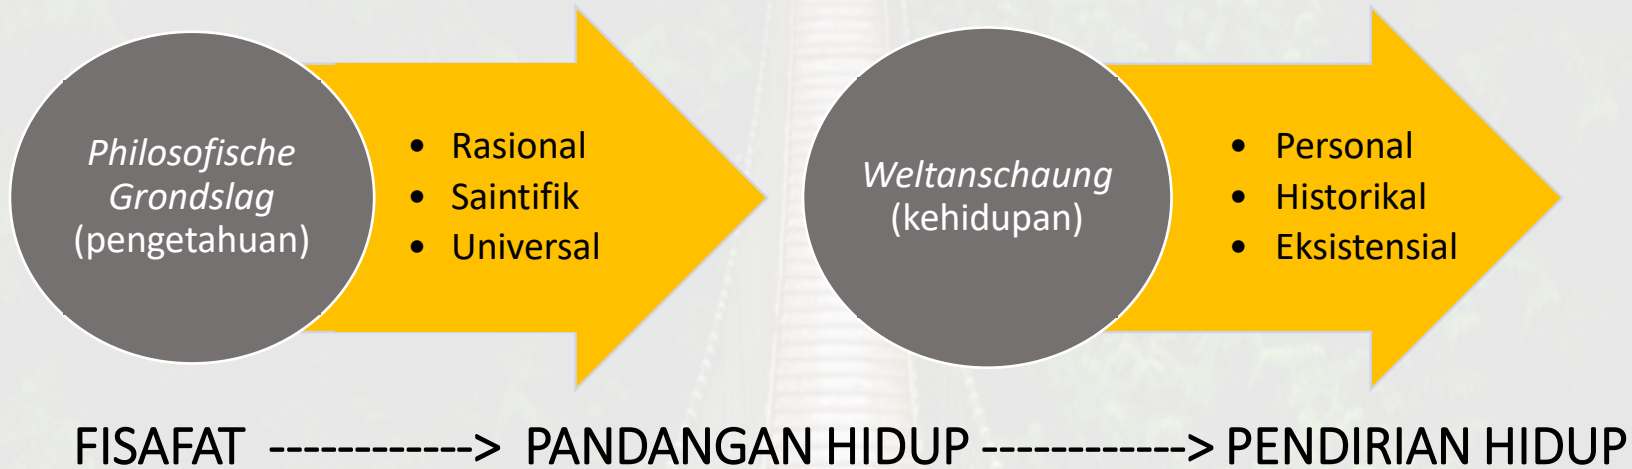 Philosofische
Grondslag
(pengetahuan)
• Rasional
• Saintifik
• Universal
Weltanschaung
(kehidupan)
• Personal
• Historikal
• Eksistensial
FISAFAT ------------> PANDANGAN HIDUP ------------> PENDIRIAN HIDUP